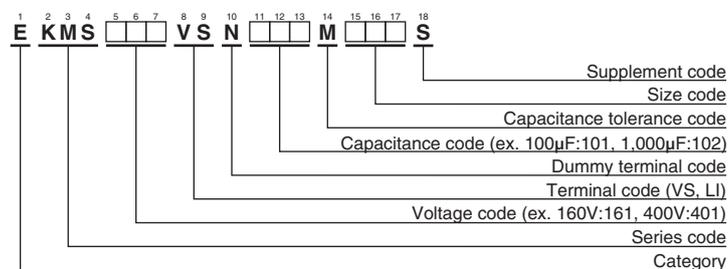 1 2 3 4 5 6 7 8 9 10 11 12 13 14 15 16 17 18
E KMS □□□ VS N □□□ M □□□ S
Supplement code
Size code
Capacitance tolerance code
Capacitance code (ex. 100µF:101, 1,000µF:102)
Dummy terminal code
Terminal code (VS, LI)
Voltage code (ex. 160V:161, 400V:401)
Series code
Category